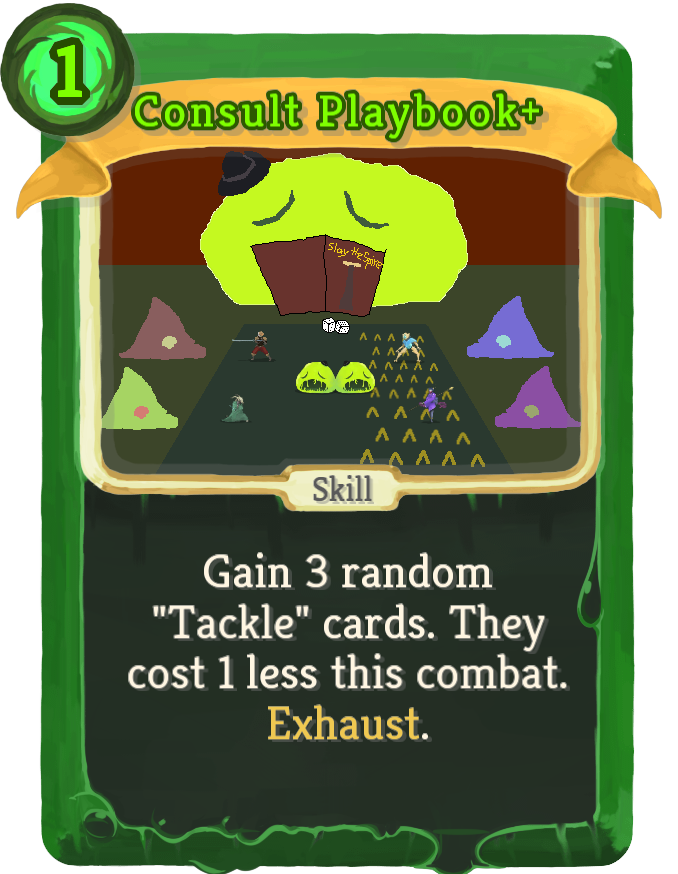 1
Consult Playbook+
Slay the Spire
Skill
Gain 3 random
"Tackle" cards. They
cost 1 less this combat.
Exhaust.